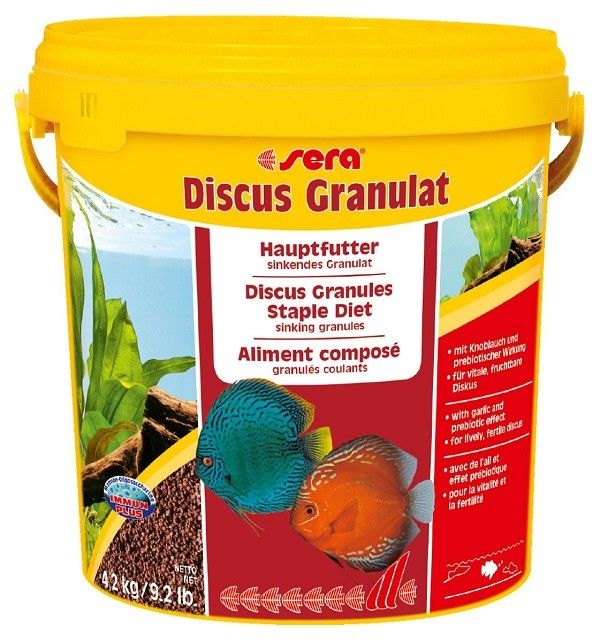 sera®
Discus Granulat
Hauptfutter
sinkendes Granulat
Discus Granules
Staple Diet
sinking granules
Aliment composé
granulés coulants
• mit Knoblauch und
prebiotischer Wirkung
• für vitale, fruchtbare
Diskus
• with garlic and
prebiotic effect
• for lively, fertile discus
• avec de l'ail et
effet prébiotique
• pour la vitalité et
la fertilité
IMMUN
PLUS
NETTO
NET
4.2 kg/9.2 lb.